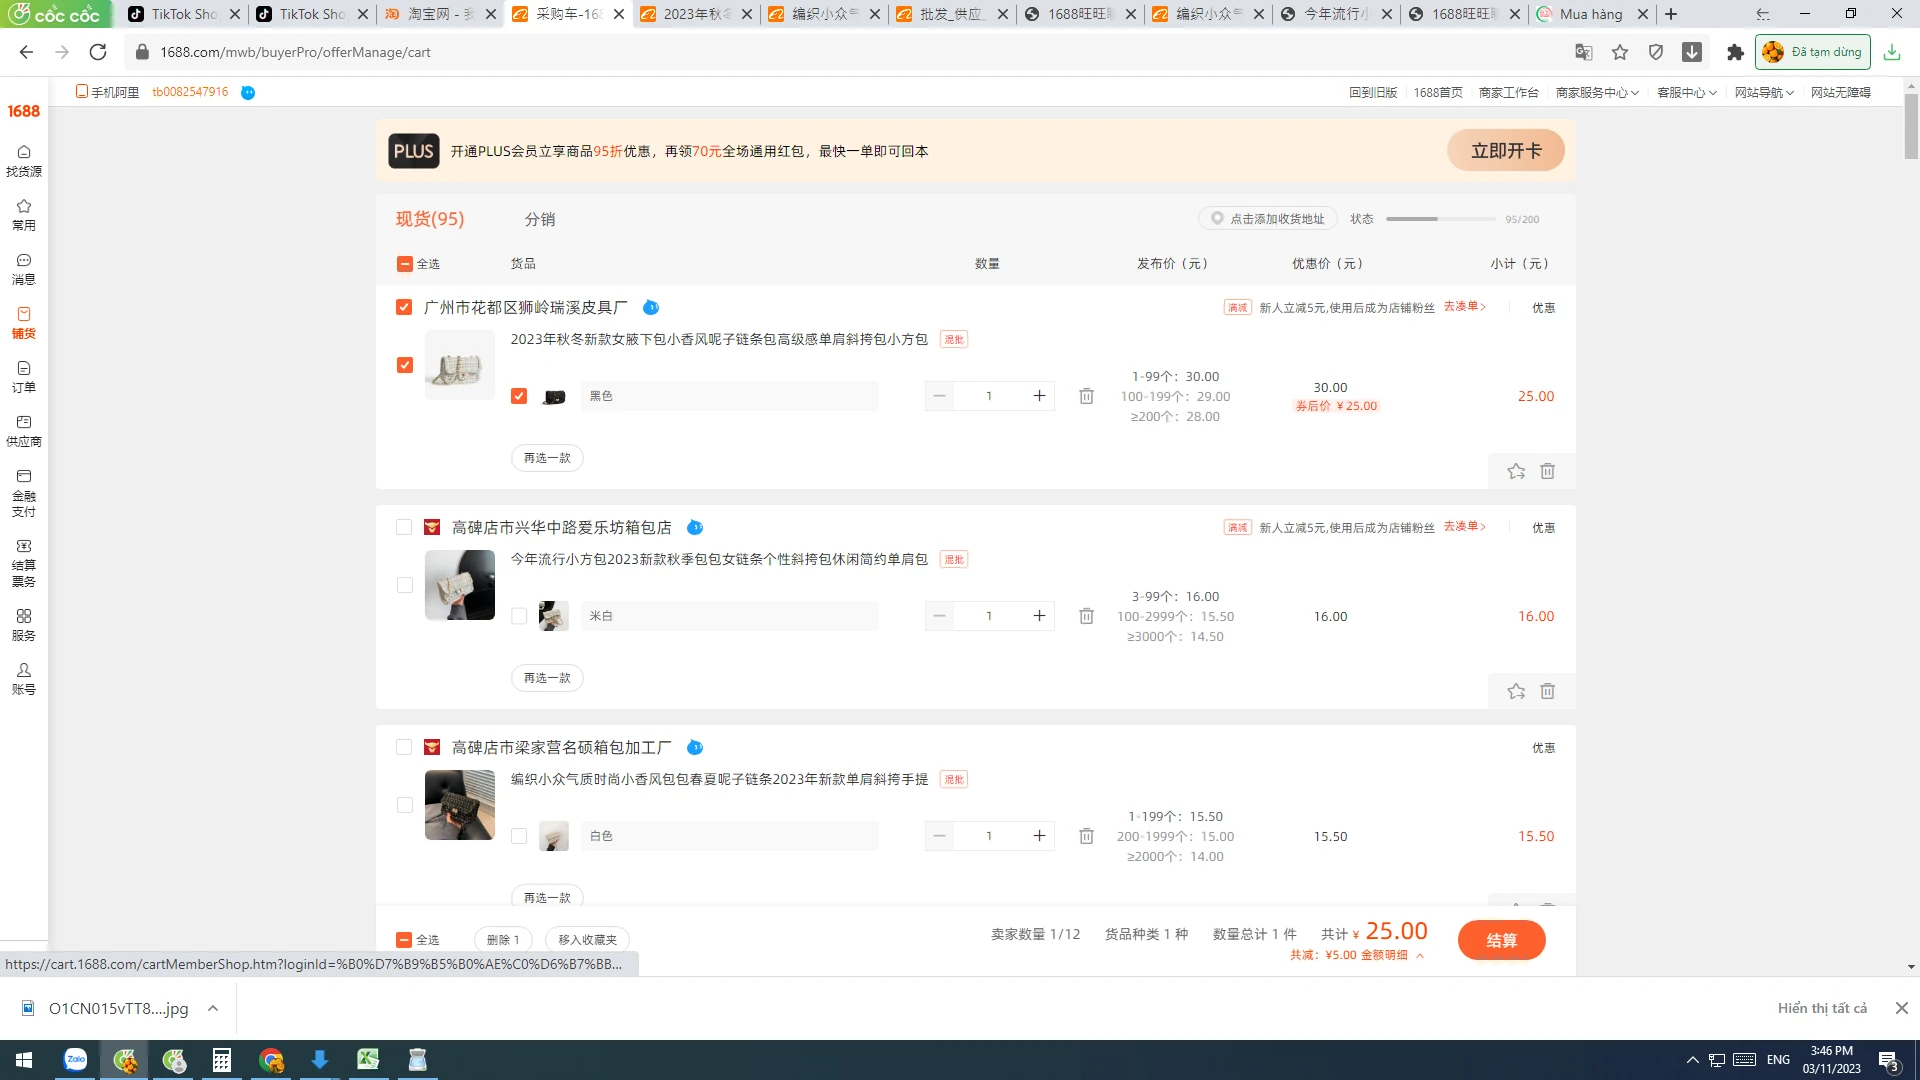 cốc cốc
TikTok Sho
TikTok Sho
淘宝网 - 我
采购车-168
2023年秋冬
编织小众气
批发_供应_
1688旺旺聊
编织小众气
今年流行小
1688旺旺聊
Mua hàng
1688.com/mwb/buyerPro/offerManage/cart
Đã tạm dừng
手机阿里 tb0082547916
回到旧版 1688首页 商家工作台 商家服务中心 客服中心 网站导航 网站无障碍
1688
找货源
常用
消息
铺货
订单
供应商
金融
支付
结算
票务
服务
账号
PLUS 开通PLUS会员立享商品95折优惠，再领70元全场通用红包，最快一单即可回本 立即开卡
现货(95) 分销 点击添加收货地址 状态 95/200
全选 货品 数量 发布价（元） 优惠价（元） 小计（元）
广州市花都区狮岭瑞溪皮具厂 满减 新人立减5元,使用后成为店铺粉丝 去凑单> 优惠
2023年秋冬新款女腋下包小香风呢子链条包高级感单肩斜挎包小方包 混批
黑色 1 1-99个：30.00
100-199个：29.00
≥200个：28.00
30.00
券后价 ￥25.00
25.00
再选一款
高碑店市兴华中路爱乐坊箱包店 满减 新人立减5元,使用后成为店铺粉丝 去凑单> 优惠
今年流行小方包2023新款秋季包包女链条个性斜挎包休闲简约单肩包 混批
米白 1 3-99个：16.00
100-2999个：15.50
≥3000个：14.50
16.00
16.00
再选一款
高碑店市梁家营名硕箱包加工厂 优惠
编织小众气质时尚小香风包包春夏呢子链条2023年新款单肩斜挎手提 混批
白色 1 1-199个：15.50
200-1999个：15.00
≥2000个：14.00
15.50
15.50
再选一款
全选 删除 1 移入收藏夹 卖家数量 1/12 货品种类 1 种 数量总计 1 件 共计 ¥ 25.00 结算
共减：¥5.00 金额明细
https://cart.1688.com/cartMemberShop.htm?loginId=%B0%D7%B9%B5%B0%AE%C0%D6%B7%BB...
O1CN015vTT8....jpg
Hiển thị tất cả
Zalo
ENG
3:46 PM
03/11/2023
3